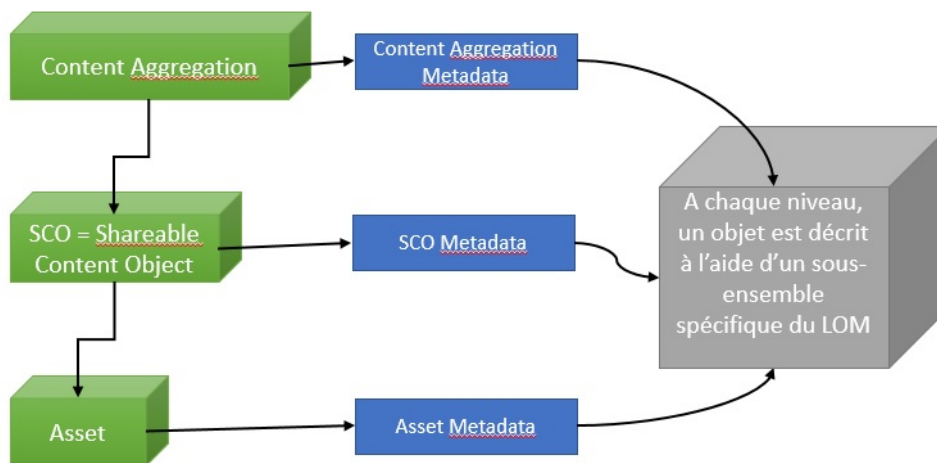 Content Aggregation
Content Aggregation
Metadata
SCO = Shareable
Content Object
SCO Metadata
A chaque niveau,
un objet est décrit
à l’aide d’un sous-
ensemble
spécifique du LOM
Asset
Asset Metadata